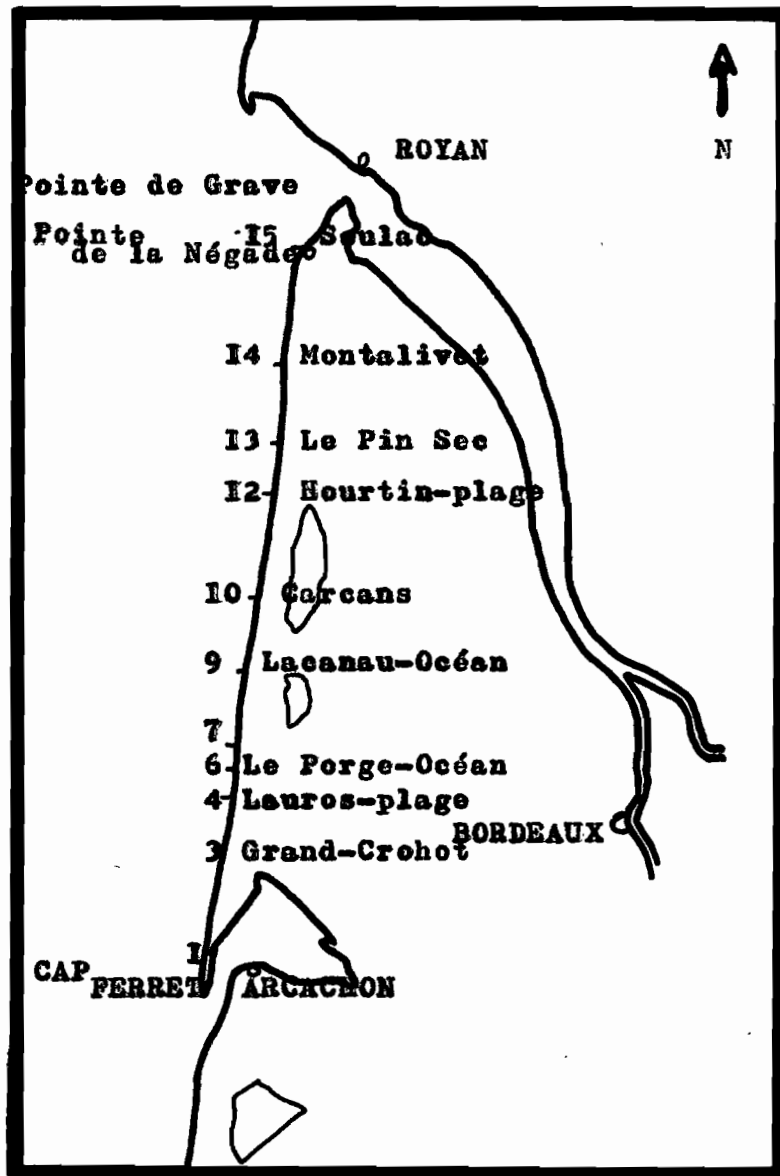 ROYAN
N
Pointe de Grave
Pointe I5 Soulac
de la Négade
I4 Montalivet
I3 Le Pin Sec
I2 Hourtin-plage
I0 Carcans
9 Lacanau-Océan
7
6 Le Porge-Océan
4 Lauros-plage
BORDEAUX
3 Grand-Crohot
I
CAP
FERRET ARCACHON